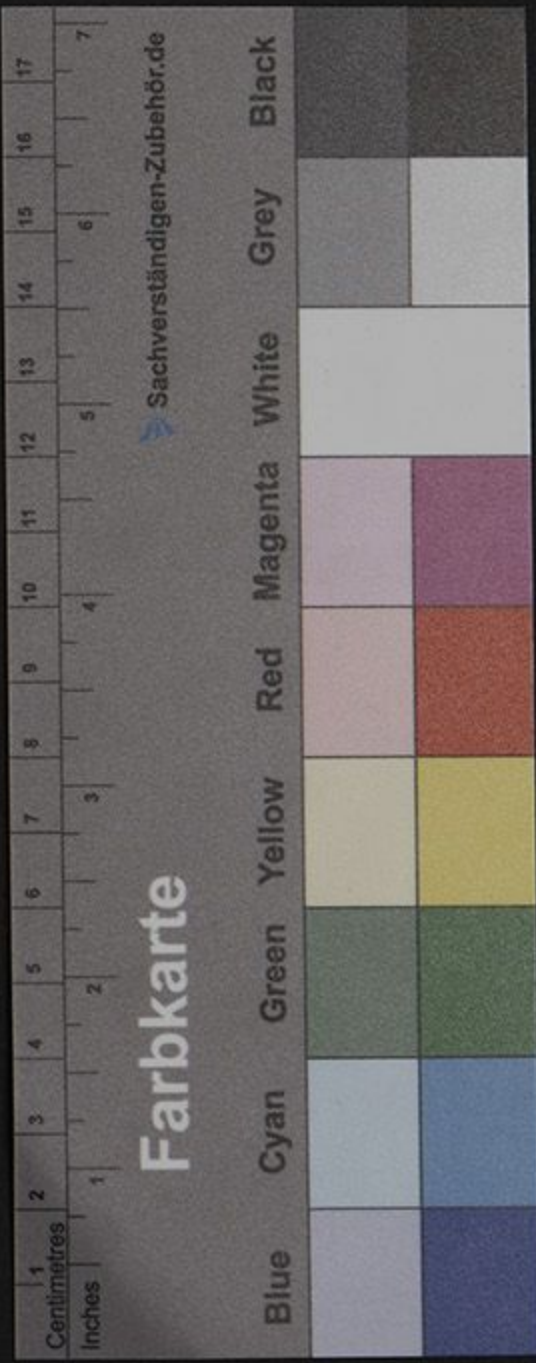 Farbkarte
Sachverständigen-Zubehör.de
Centimetres
1 2 3 4 5 6 7 8 9 10 11 12 13 14 15 16 17
Inches
1 2 3 4 5 6 7
Blue Cyan Green Yellow Red Magenta White Grey Black